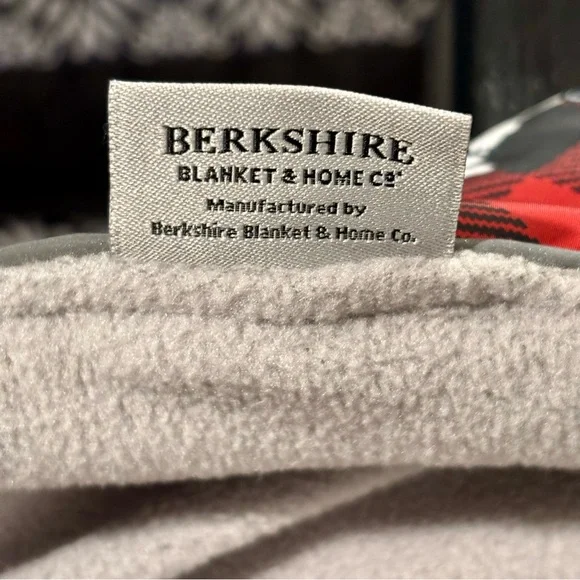 BERKSHIRE
BLANKET & HOME Cº
Manufactured by
Berkshire Blanket & Home Co.